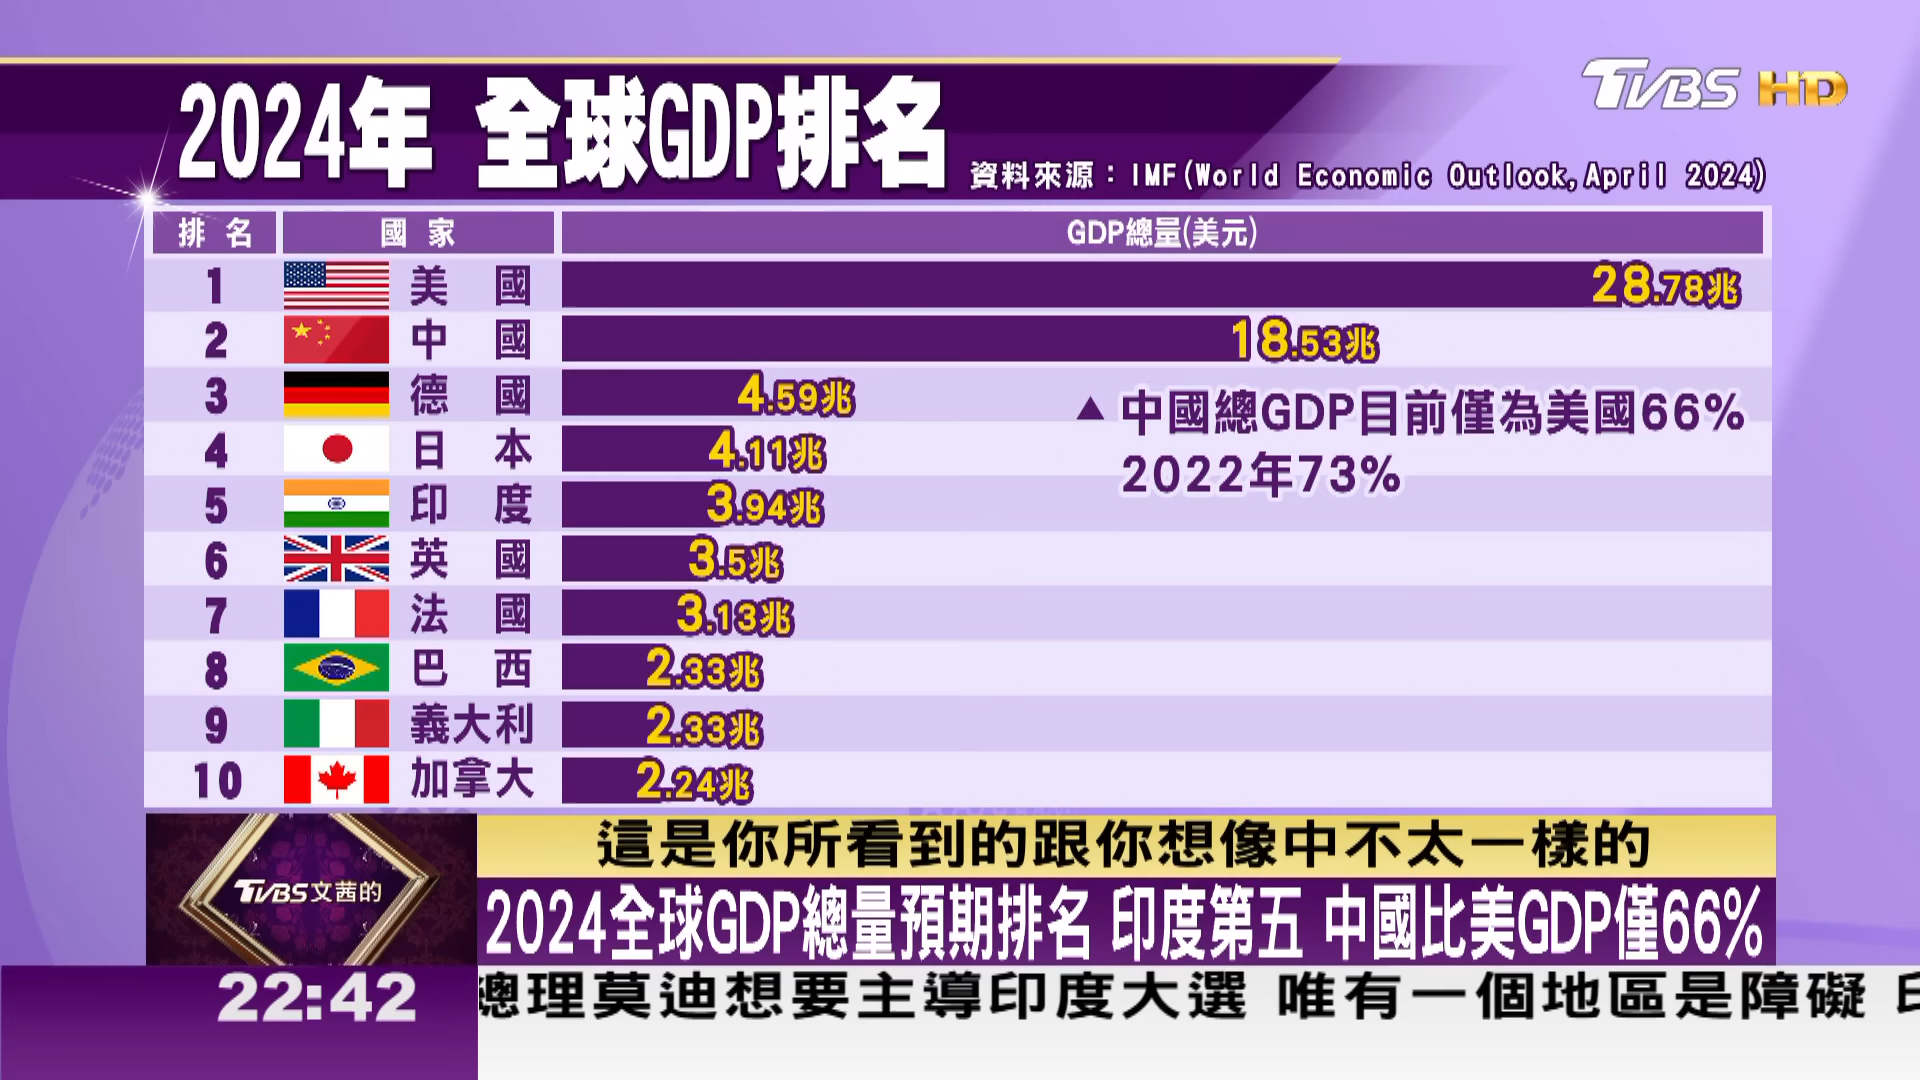 2024年 全球GDP排名
TVBS HD
資料來源：IMF(World Economic Outlook,April 2024)
排名 國家 GDP總量(美元)
1 美國 28.78兆
2 中國 18.53兆
3 德國 4.59兆
4 日本 4.11兆
5 印度 3.94兆
6 英國 3.5兆
7 法國 3.13兆
8 巴西 2.33兆
9 義大利 2.33兆
10 加拿大 2.24兆
▲ 中國總GDP目前僅為美國66%
2022年73%
TVBS文茜的
這是你所看到的跟你想像中不太一樣的
2024全球GDP總量預期排名 印度第五 中國比美GDP僅66%
22:42
總理莫迪想要主導印度大選 唯有一個地區是障礙